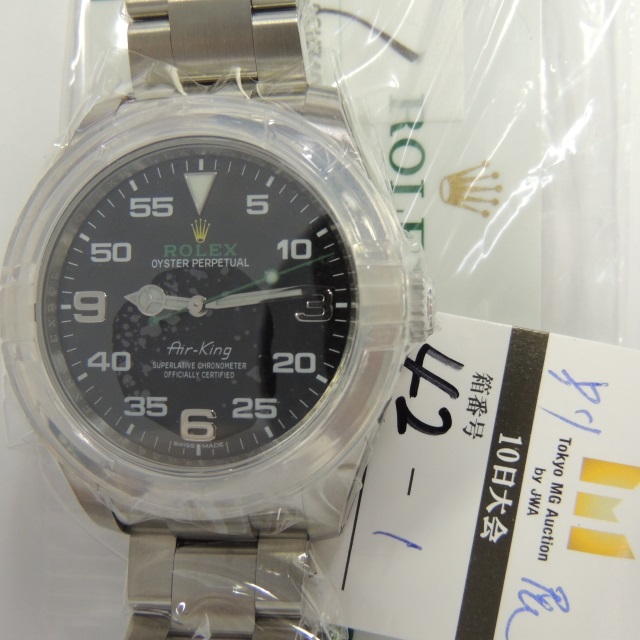 ROLEX
OYSTER PERPETUAL
Air-King
SUPERLATIVE CHRONOMETER
OFFICIALLY CERTIFIED
5
10
3
20
25
6
35
40
9
50
55
SWISS MADE
ROLEX
箱番号
42-1
10日大会
Tokyo MG Auction
by JWA